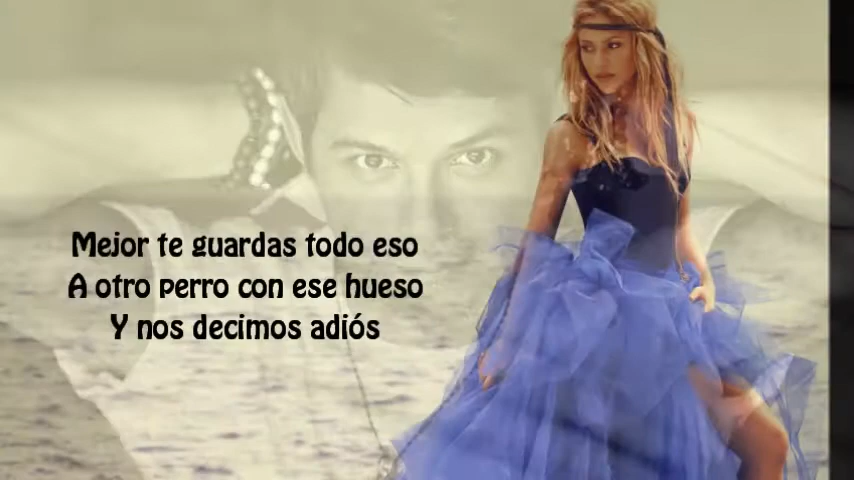 Mejor te guardas todo eso
A otro perro con ese hueso
Y nos decimos adiós